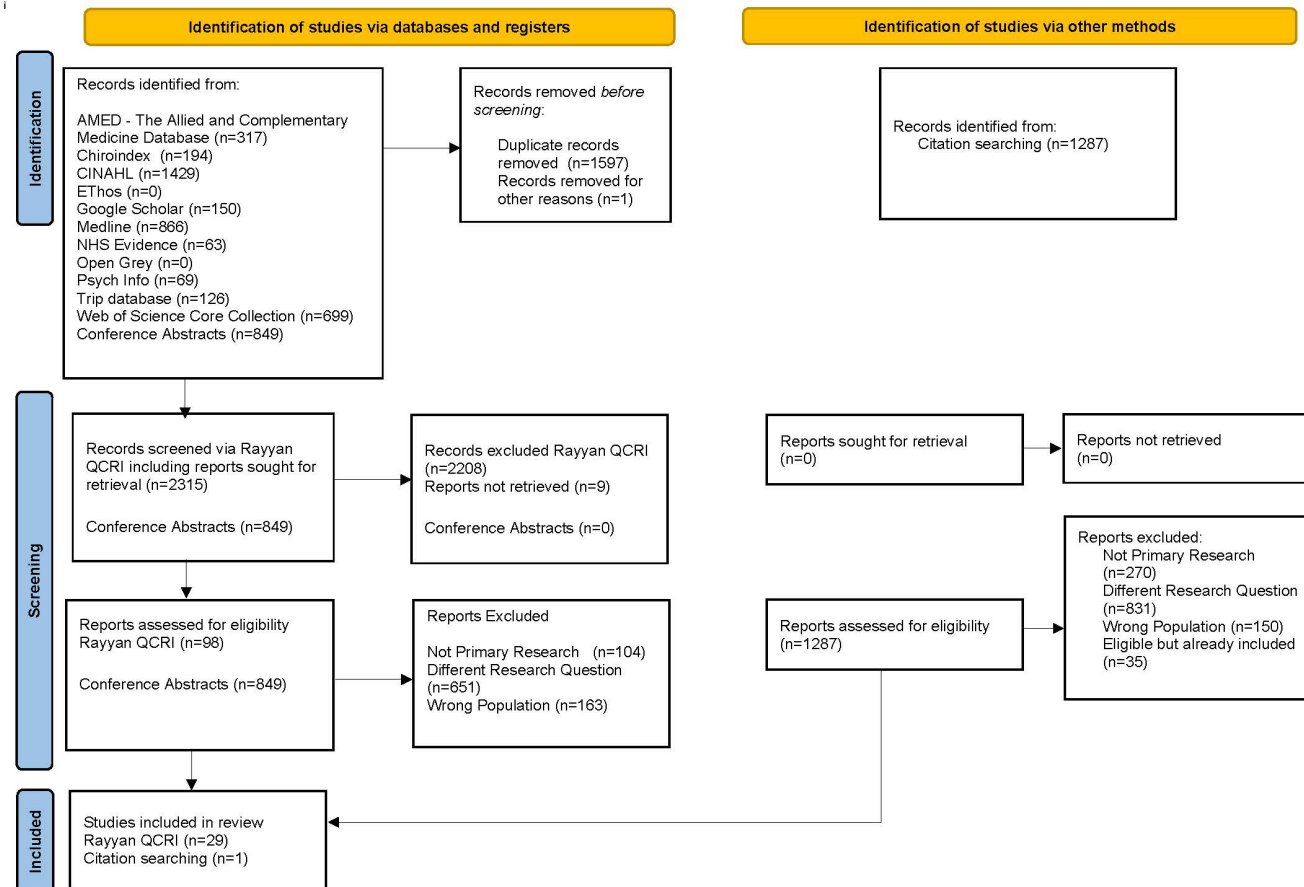 i
Identification of studies via databases and registers
Identification of studies via other methods
Identification
Records identified from:
AMED - The Allied and Complementary
Medicine Database (n=317)
Chiroindex (n=194)
CINAHL (n=1429)
EThos (n=0)
Google Scholar (n=150)
Medline (n=866)
NHS Evidence (n=63)
Open Grey (n=0)
Psych Info (n=69)
Trip database (n=126)
Web of Science Core Collection (n=699)
Conference Abstracts (n=849)
Records removed before
screening:
Duplicate records
removed (n=1597)
Records removed for
other reasons (n=1)
Records identified from:
Citation searching (n=1287)
Screening
Records screened via Rayyan
QCRI including reports sought for
retrieval (n=2315)
Conference Abstracts (n=849)
Records excluded Rayyan QCRI
(n=2208)
Reports not retrieved (n=9)
Conference Abstracts (n=0)
Reports sought for retrieval
(n=0)
Reports not retrieved
(n=0)
Reports assessed for eligibility
Rayyan QCRI (n=98)
Conference Abstracts (n=849)
Reports Excluded
Not Primary Research (n=104)
Different Research Question
(n=651)
Wrong Population (n=163)
Reports assessed for eligibility
(n=1287)
Reports excluded:
Not Primary Research
(n=270)
Different Research Question
(n=831)
Wrong Population (n=150)
Eligible but already included
(n=35)
Included
Studies included in review
Rayyan QCRI (n=29)
Citation searching (n=1)